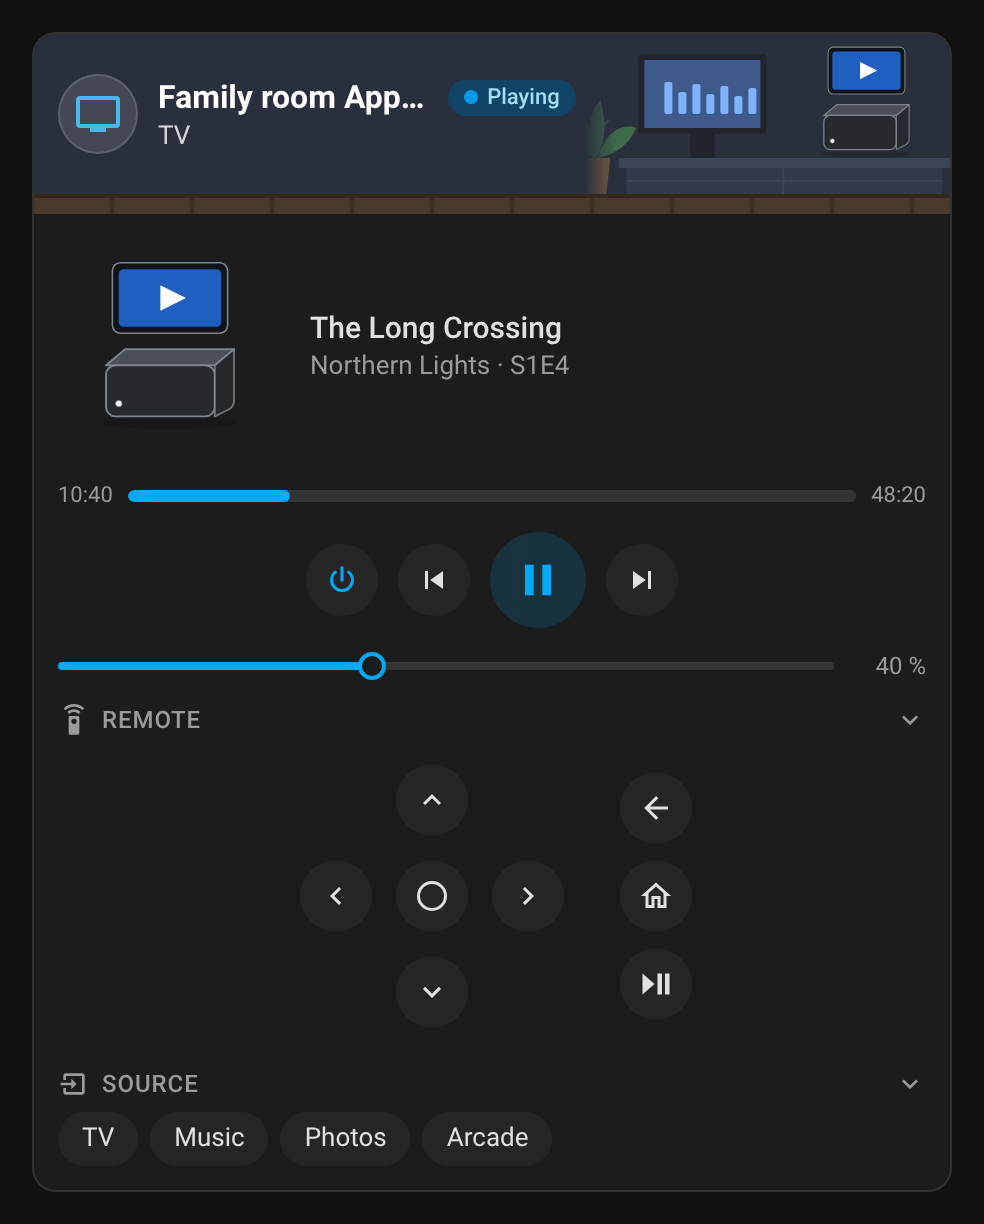 Family room App...
Playing
TV
The Long Crossing
Northern Lights · S1E4
10:40
48:20
40 %
REMOTE
SOURCE
TV
Music
Photos
Arcade